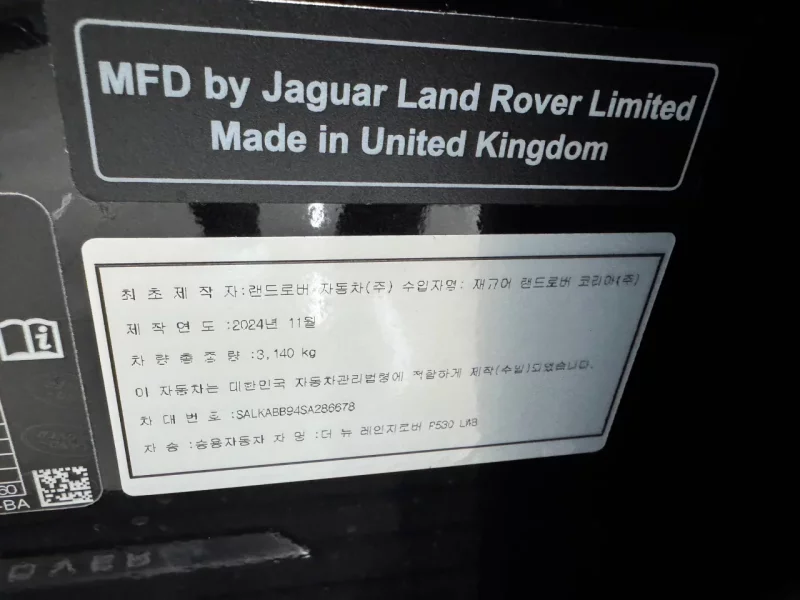 MFD by Jaguar Land Rover Limited
Made in United Kingdom
최 초 제 작 자:랜드로버 자동차(주) 수입자명: 재규어 랜드로버 코리아(주)
제 작 연 도 :2024년 11월
차 량 총 중 량 :3,140 kg
이 자동차는 대한민국 자동차관리법령에 적합하게 제작(수입)되었습니다.
차 대 번 호 :SALKABB94SA286678
차 종 :승용자동차 차 명 :더 뉴 레인지로버 P530 LWB
60
-BA